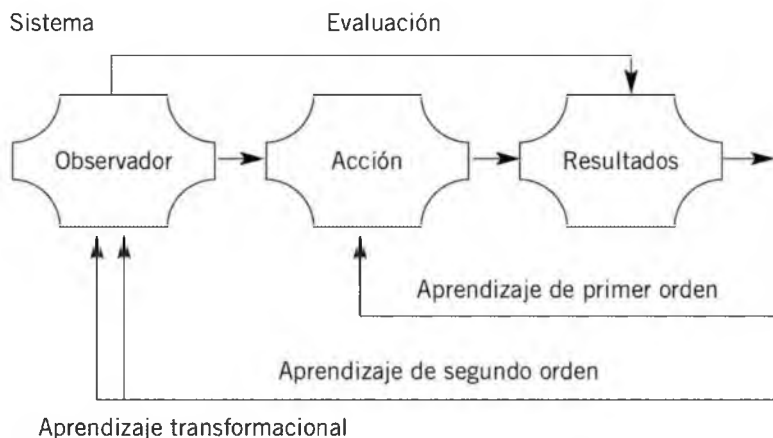 Sistema
Evaluación
Observador
Acción
Resultados
Aprendizaje de primer orden
Aprendizaje de segundo orden
Aprendizaje transformacional